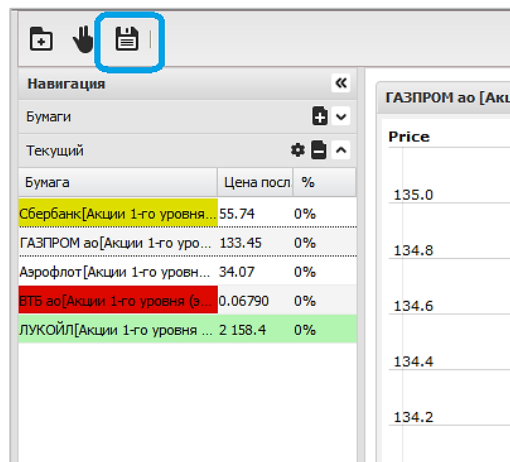 Навигация
Бумаги
Текущий
Бумага Цена посл %
Сбербанк[Акции 1-го уровня... 55.74 0%
ГАЗПРОМ ао[Акции 1-го уро... 133.45 0%
Аэрофлот[Акции 1-го уровн... 34.07 0%
ВТБ ао[Акции 1-го уровня (э... 0.06790 0%
ЛУКОЙЛ[Акции 1-го уровня ... 2 158.4 0%
ГАЗПРОМ ао [Акц
Price
135.0
134.8
134.6
134.4
134.2